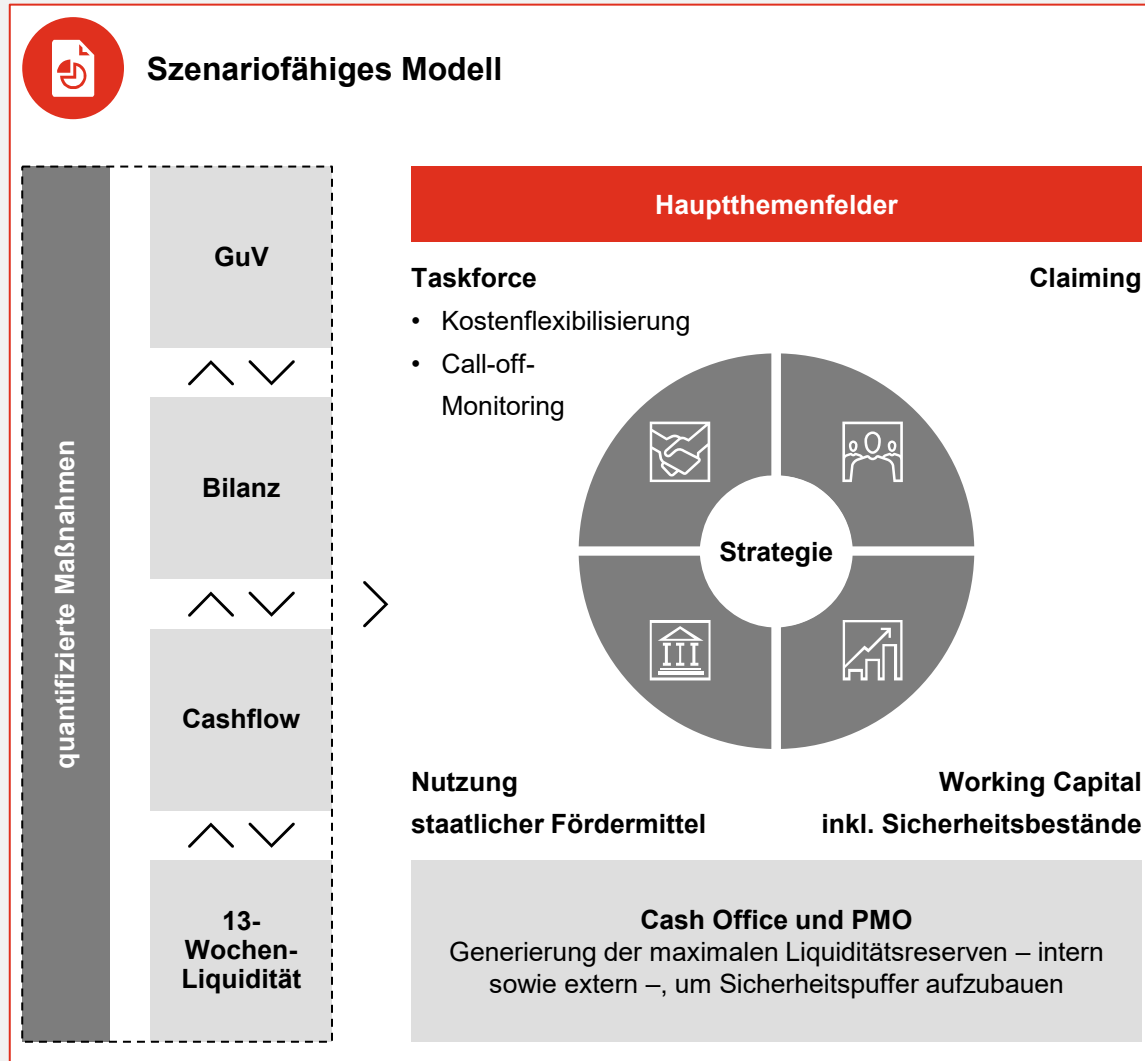 Szenariofähiges Modell
quantifizierte Maßnahmen
GuV
Bilanz
Cashflow
13-
Wochen-
Liquidität
Hauptthemenfelder
Taskforce
• Kostenflexibilisierung
• Call-off-
Monitoring
Claiming
Strategie
Nutzung
staatlicher Fördermittel
Working Capital
inkl. Sicherheitsbestände
Cash Office und PMO
Generierung der maximalen Liquiditätsreserven – intern
sowie extern –, um Sicherheitspuffer aufzubauen